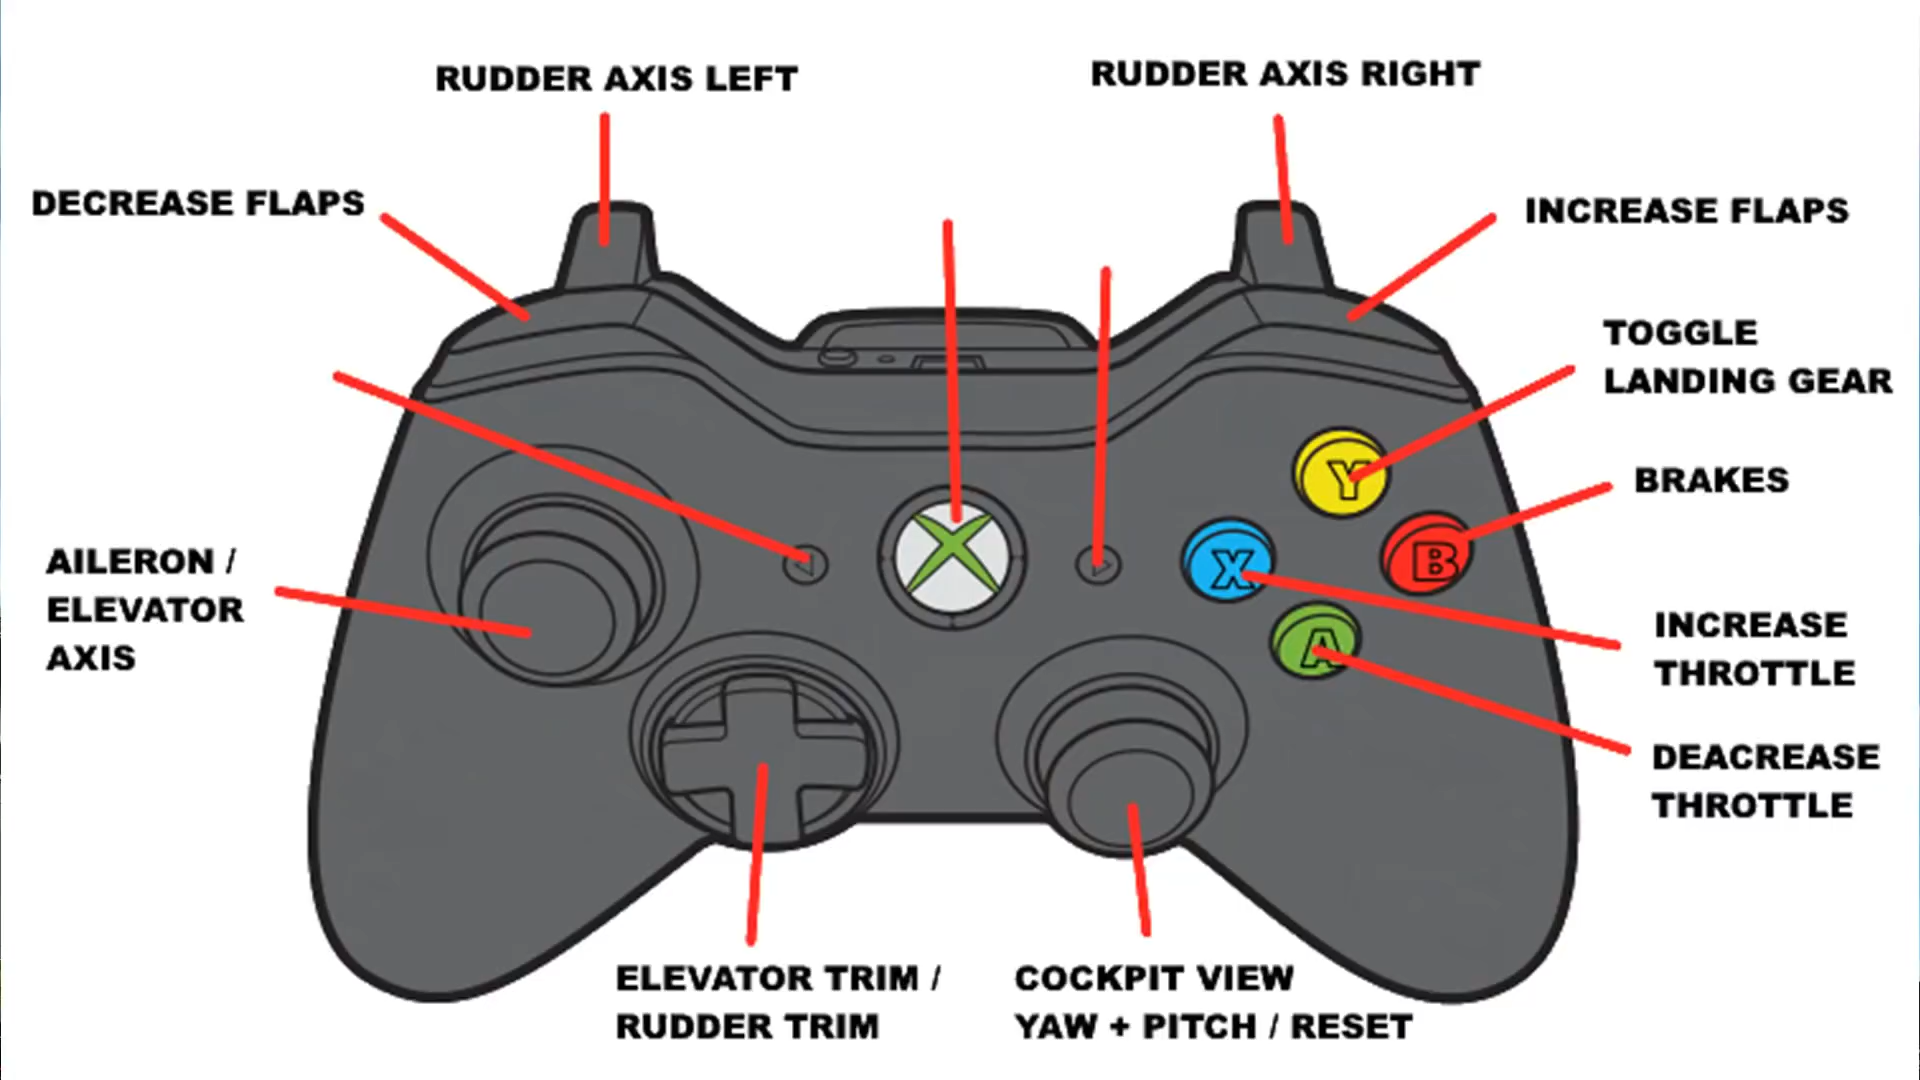 RUDDER AXIS LEFT
RUDDER AXIS RIGHT
DECREASE FLAPS
INCREASE FLAPS
TOGGLE
LANDING GEAR
Y
BRAKES
B
X
AILERON /
ELEVATOR
AXIS
INCREASE
THROTTLE
A
DEACREASE
THROTTLE
ELEVATOR TRIM /
RUDDER TRIM
COCKPIT VIEW
YAW + PITCH / RESET